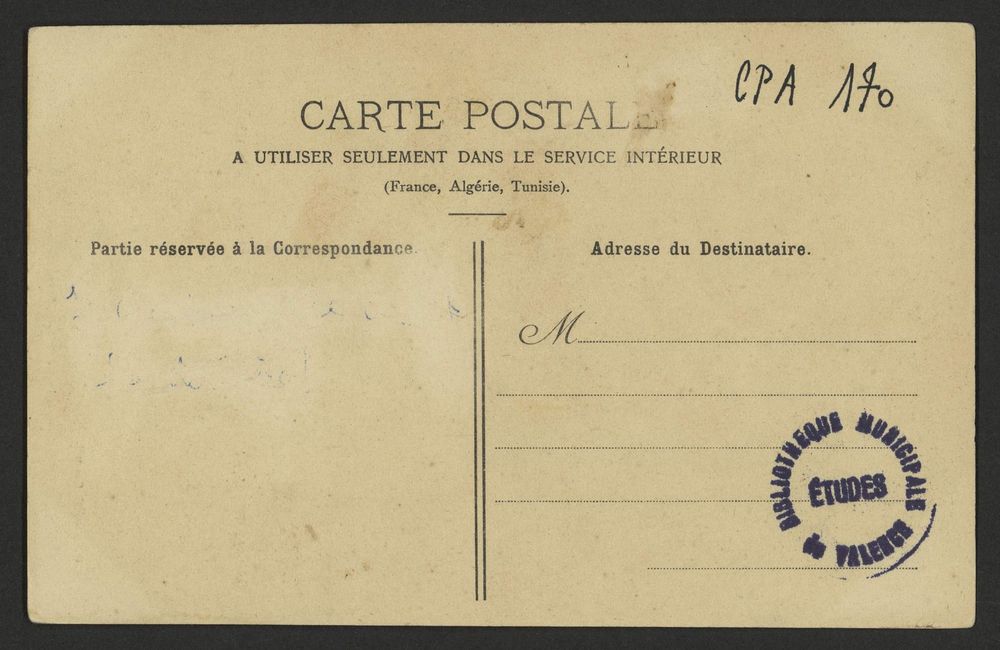 CPA 170
CARTE POSTALE
A UTILISER SEULEMENT DANS LE SERVICE INTÉRIEUR
(France, Algérie, Tunisie).
Partie réservée à la Correspondance.
Adresse du Destinataire.
M
BIBLIOTHEQUE MUNICIPALE
ÉTUDES
de VALENCE